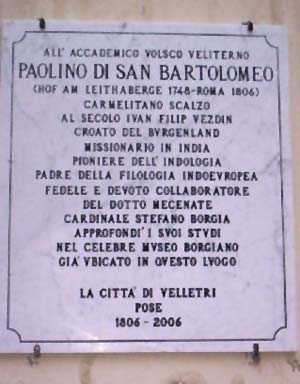 ALL' ACCADEMICO VOLSCO VELITERNO
PAOLINO DI SAN BARTOLOMEO
(HOF AM LEITHABERGE 1748-ROMA 1806)
CARMELITANO SCALZO
AL SECOLO IVAN FILIP VEZDIN
CROATO DEL BVRGENLAND
MISSIONARIO IN INDIA
PIONIERE DELL' INDOLOGIA
PADRE DELLA FILOLOGIA INDOEVROPEA
FEDELE E DEVOTO COLLABORATORE
DEL DOTTO MECENATE
CARDINALE STEFANO BORGIA
APPROFONDI' I SVOI STVDI
NEL CELEBRE MVSEO BORGIANO
GIA' VBICATO IN QVESTO LVOGO
LA CITTA' DI VELLETRI
POSE
1806-2006